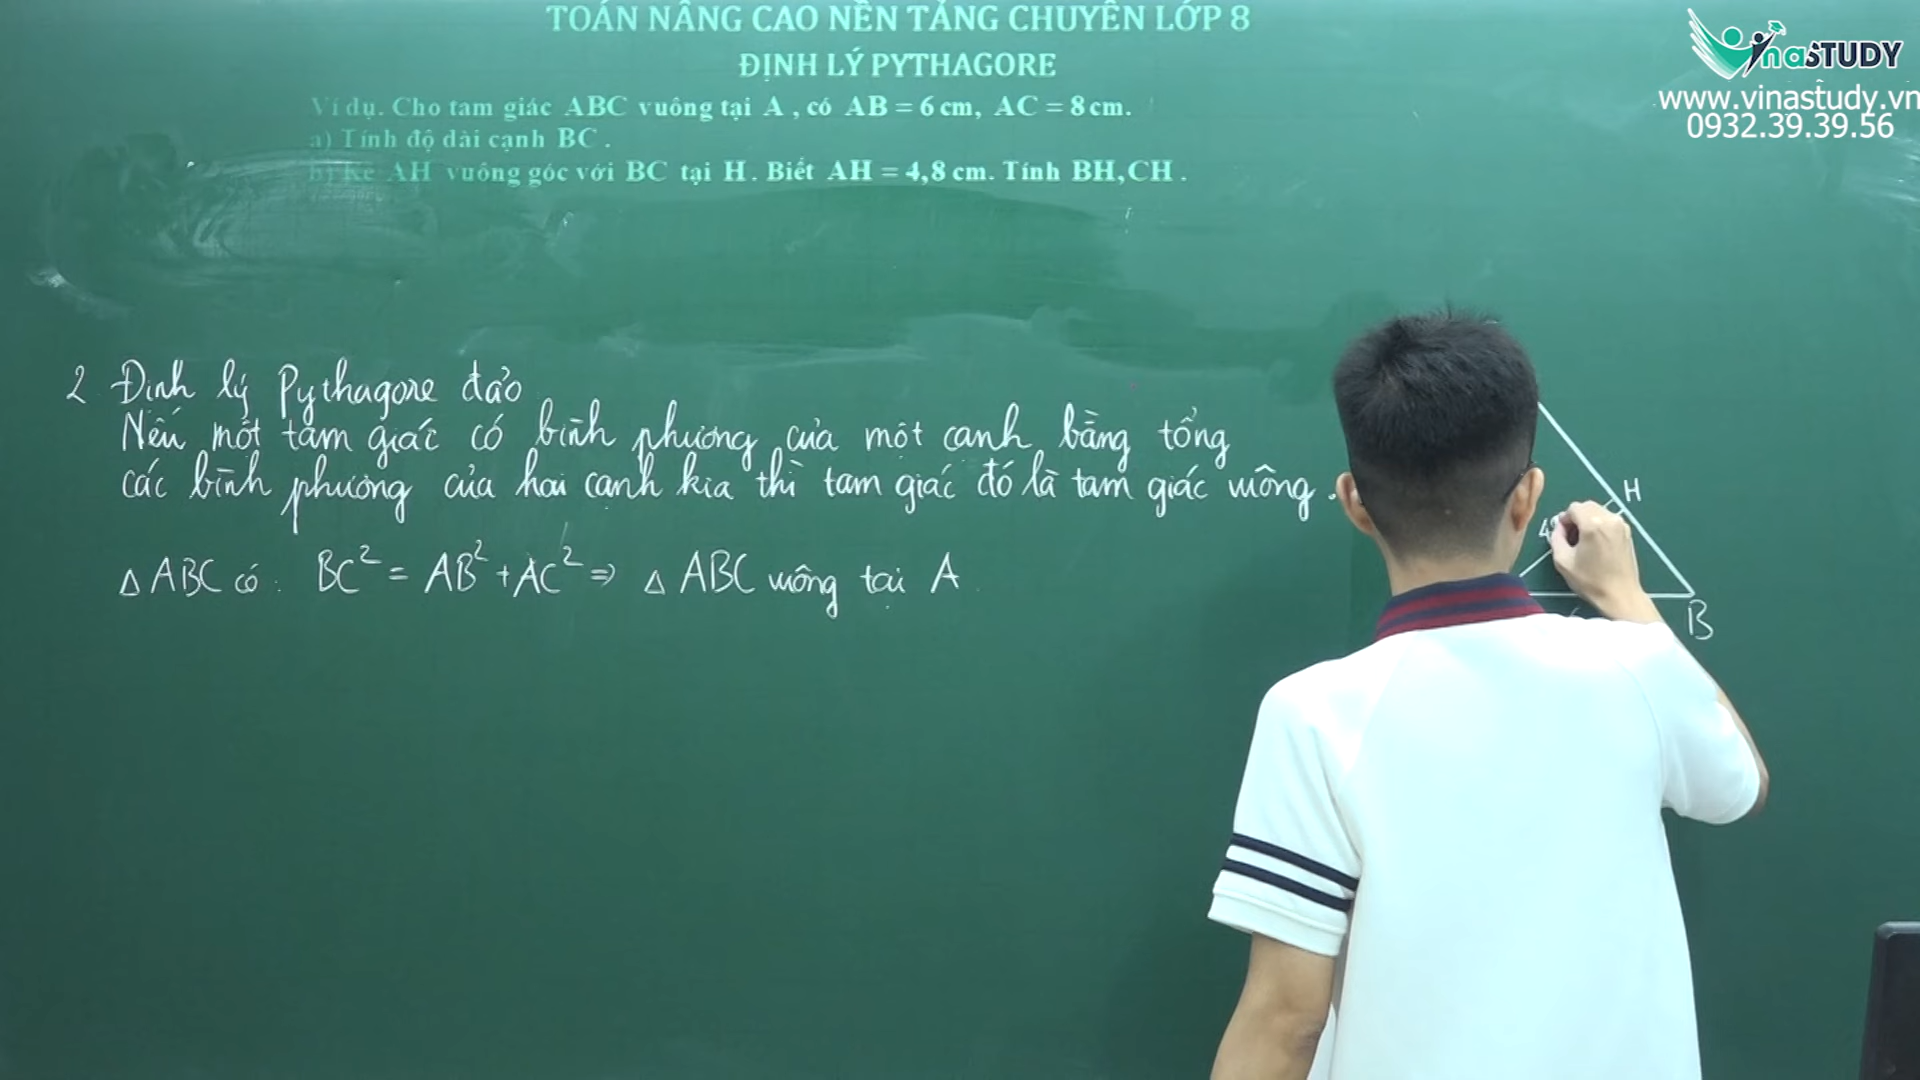 TOÁN NÂNG CAO NỀN TẢNG CHUYÊN LỚP 8
ĐỊNH LÝ PYTHAGORE
Ví dụ. Cho tam giác ABC vuông tại A , có AB = 6 cm, AC = 8 cm.
a) Tính độ dài cạnh BC .
b) Kẻ AH vuông góc với BC tại H . Biết AH = 4,8 cm. Tính BH, CH .
VinaSTUDY
www.vinastudy.vn
0932.39.39.56
2 Định lý Pythagore đảo
Nếu một tam giác có bình phương của một cạnh bằng tổng
các bình phương của hai cạnh kia thì tam giác đó là tam giác vuông .
△ ABC có : BC² = AB² + AC² ⇒ △ ABC vuông tại A
H
B